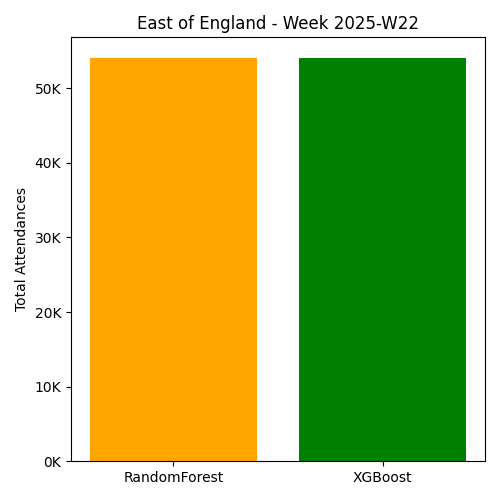 East of England - Week 2025-W22
Total Attendances
50K
40K
30K
20K
10K
0K
RandomForest
XGBoost